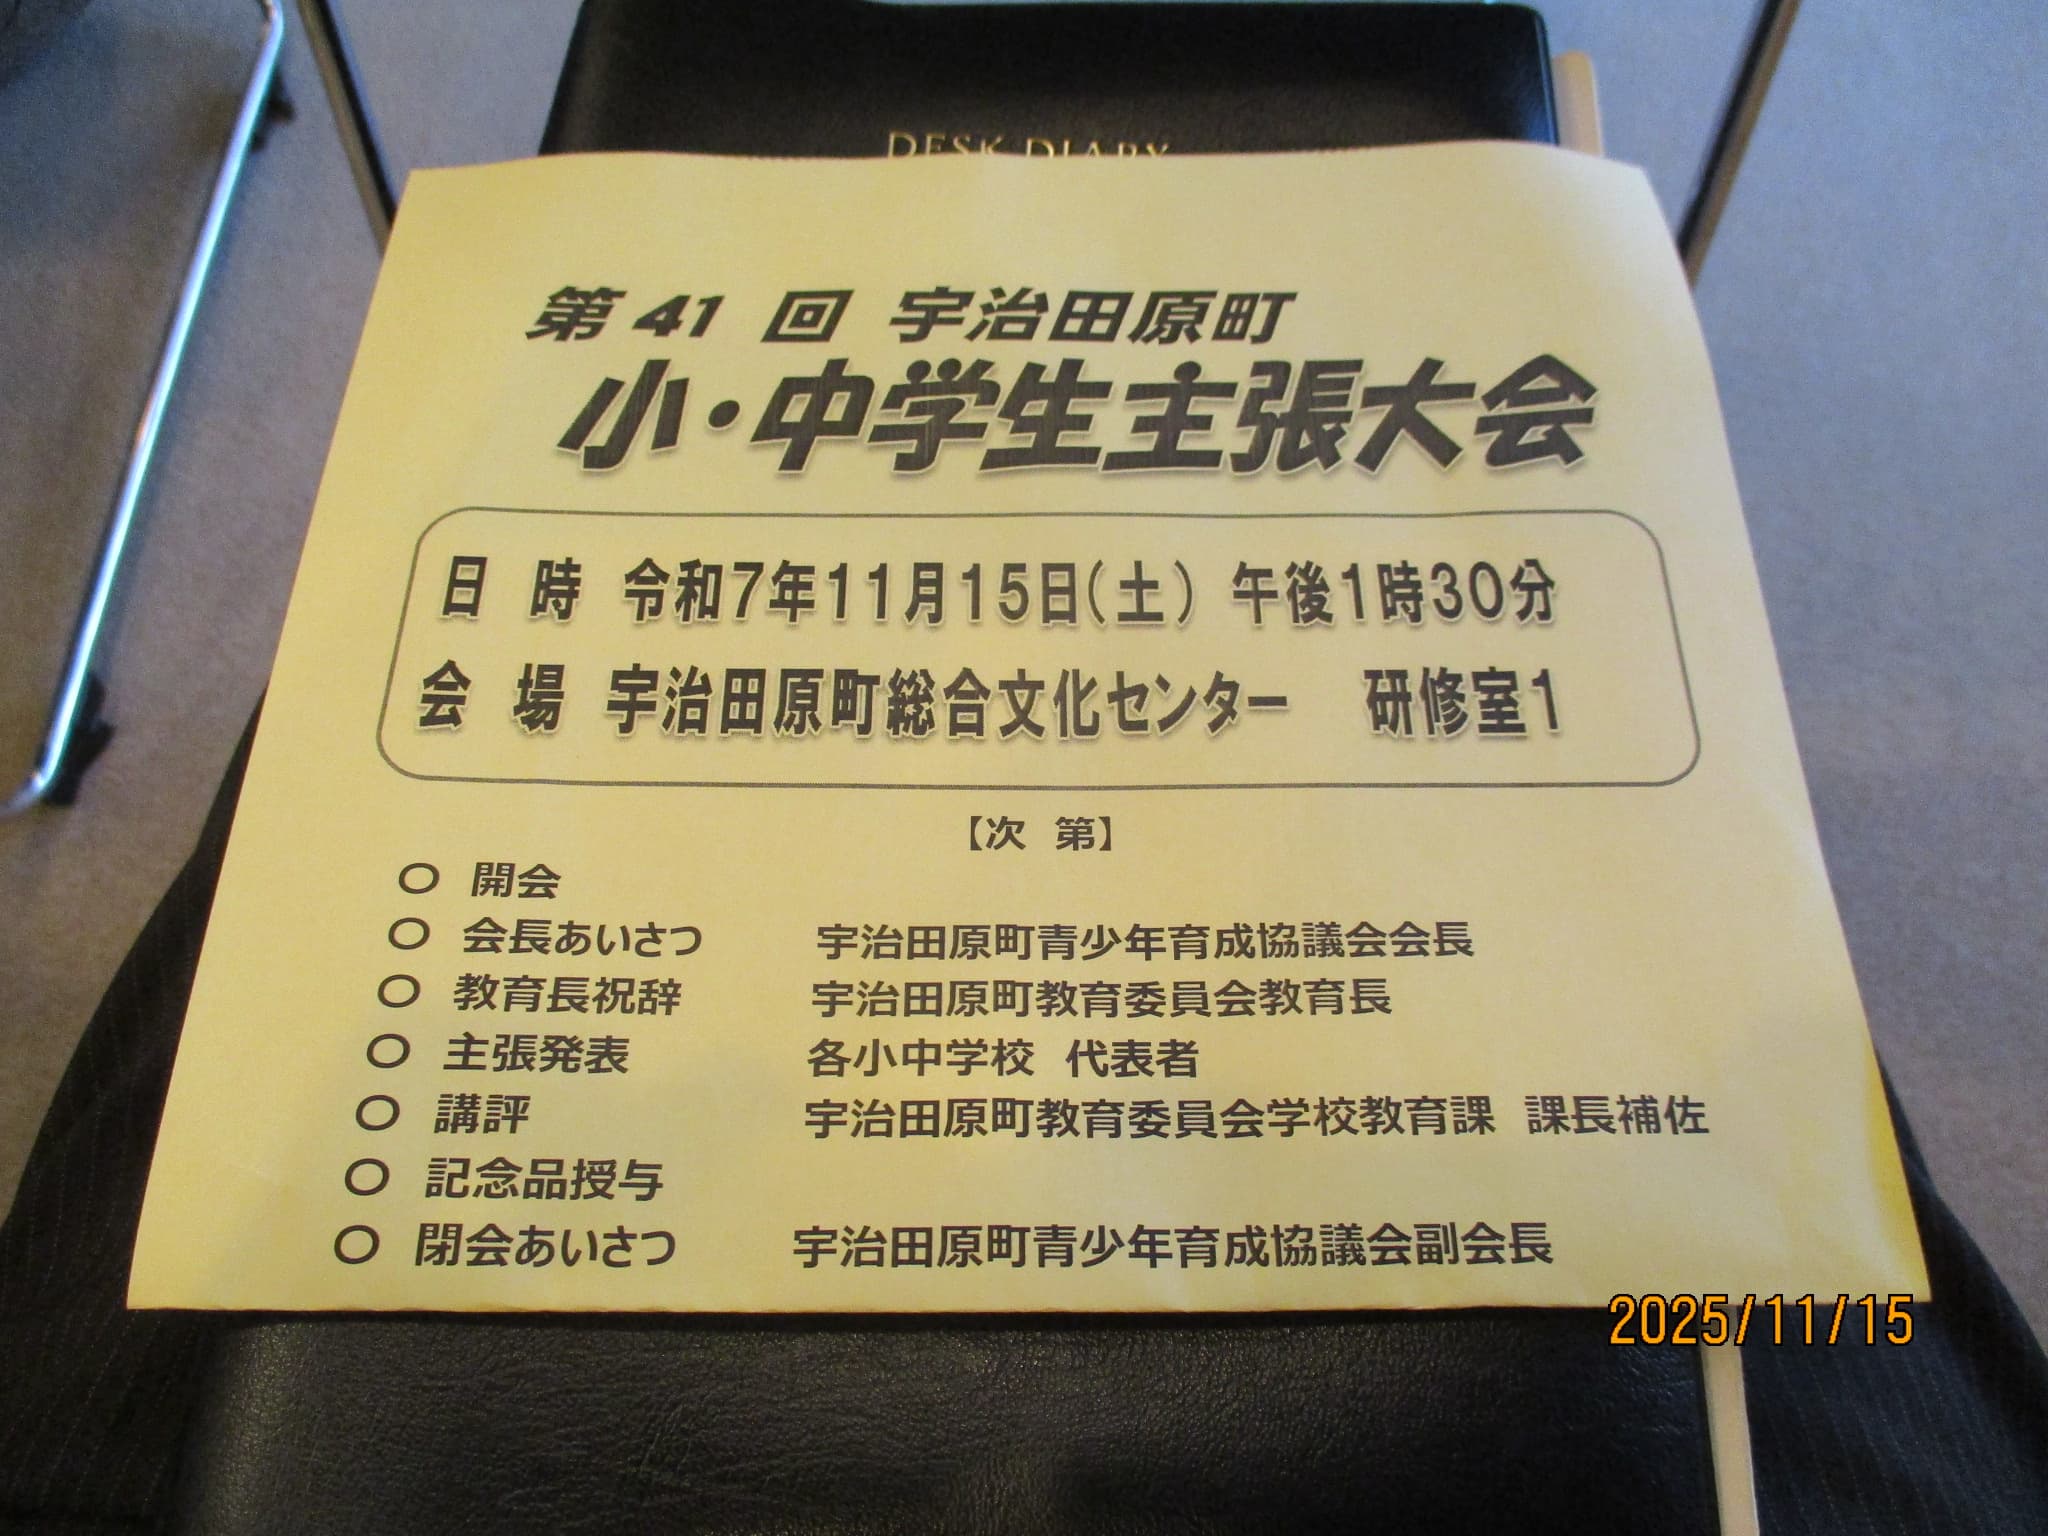 DESK DIARY
第41回 宇治田原町
小・中学生主張大会
日 時 令和7年11月15日(土) 午後1時30分
会 場 宇治田原町総合文化センター 研修室1
【次 第】
○ 開会
○ 会長あいさつ 宇治田原町青少年育成協議会会長
○ 教育長祝辞 宇治田原町教育委員会教育長
○ 主張発表 各小中学校 代表者
○ 講評 宇治田原町教育委員会学校教育課 課長補佐
○ 記念品授与
○ 閉会あいさつ 宇治田原町青少年育成協議会副会長
2025/11/15